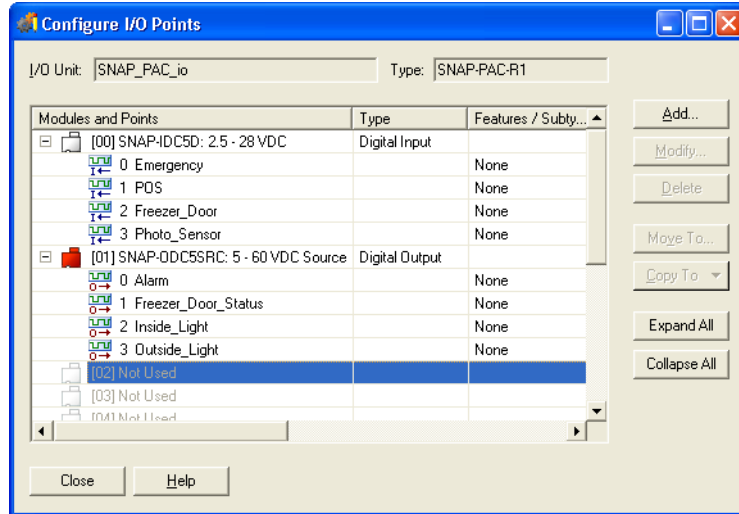 Configure I/O Points
I/O Unit: SNAP_PAC_io Type: SNAP-PAC-R1
Modules and Points Type Features / Subty...
[00] SNAP-IDC5D: 2.5 - 28 VDC Digital Input
0 Emergency None
1 POS None
2 Freezer_Door None
3 Photo_Sensor None
[01] SNAP-ODC5SRC: 5 - 60 VDC Source Digital Output
0 Alarm None
1 Freezer_Door_Status None
2 Inside_Light None
3 Outside_Light None
[02] Not Used
[03] Not Used
[04] Not Used
Add...
Modify...
Delete
Move To...
Copy To
Expand All
Collapse All
Close Help